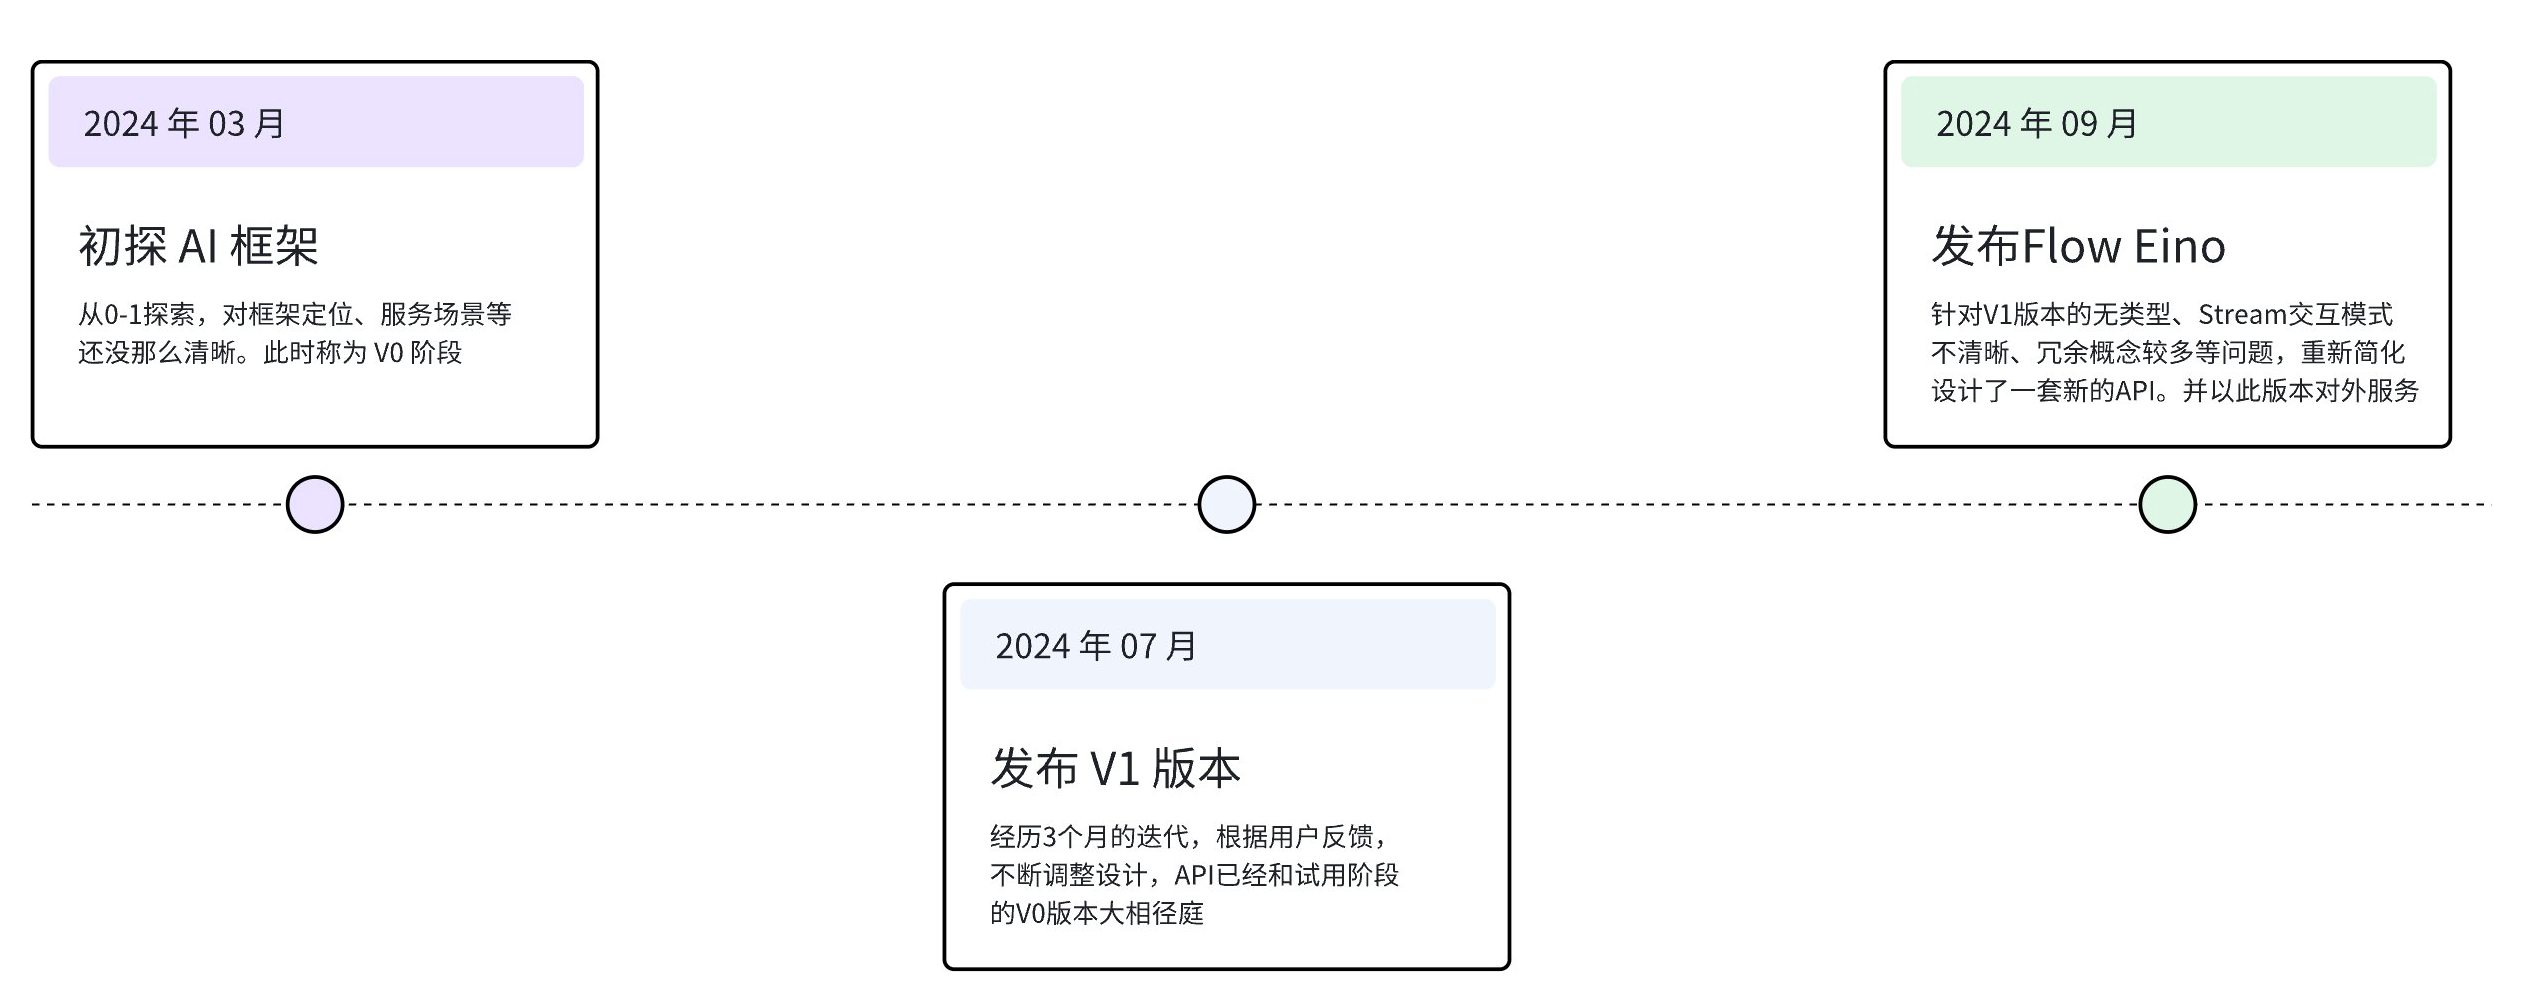 2024 年 03 月
初探 AI 框架
从0-1探索，对框架定位、服务场景等
还没那么清晰。此时称为 V0 阶段
2024 年 07 月
发布 V1 版本
经历3个月的迭代，根据用户反馈，
不断调整设计，API已经和试用阶段
的V0版本大相径庭
2024 年 09 月
发布Flow Eino
针对V1版本的无类型、Stream交互模式
不清晰、冗余概念较多等问题，重新简化
设计了一套新的API。并以此版本对外服务